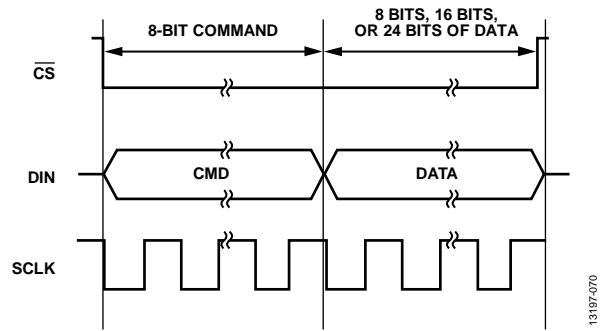 8-BIT COMMAND
8 BITS, 16 BITS,
OR 24 BITS OF DATA
CS
DIN
CMD
DATA
SCLK
13197-070